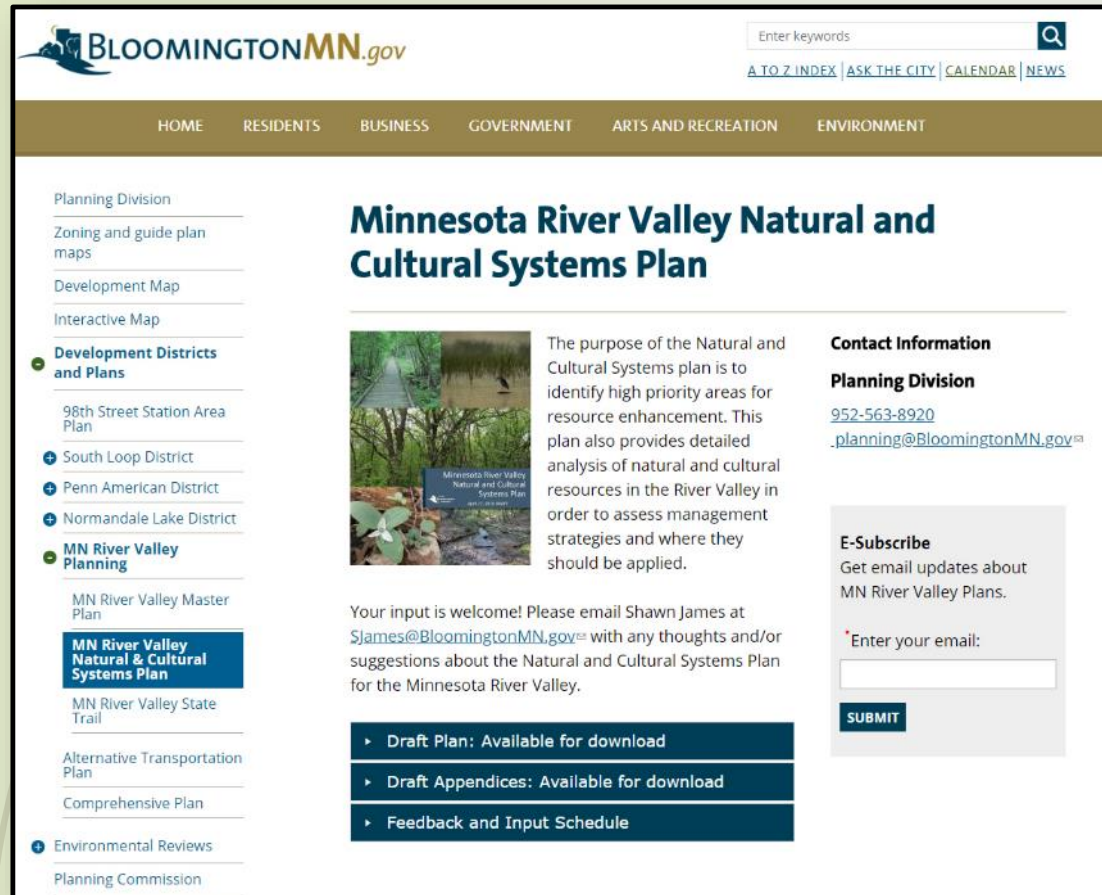 BLOOMINGTONMN.gov
Enter keywords
A TO Z INDEX | ASK THE CITY | CALENDAR | NEWS
HOME RESIDENTS BUSINESS GOVERNMENT ARTS AND RECREATION ENVIRONMENT
Planning Division
Zoning and guide plan
maps
Development Map
Interactive Map
Development Districts
and Plans
98th Street Station Area
Plan
South Loop District
Penn American District
Normandale Lake District
MN River Valley
Planning
MN River Valley Master
Plan
MN River Valley
Natural & Cultural
Systems Plan
MN River Valley State
Trail
Alternative Transportation
Plan
Comprehensive Plan
Environmental Reviews
Planning Commission
Minnesota River Valley Natural and
Cultural Systems Plan
Minnesota River Valley
Natural and Cultural
Systems Plan
The purpose of the Natural and
Cultural Systems plan is to
identify high priority areas for
resource enhancement. This
plan also provides detailed
analysis of natural and cultural
resources in the River Valley in
order to assess management
strategies and where they
should be applied.
Your input is welcome! Please email Shawn James at
SJames@BloomingtonMN.gov with any thoughts and/or
suggestions about the Natural and Cultural Systems Plan
for the Minnesota River Valley.
▸ Draft Plan: Available for download
▸ Draft Appendices: Available for download
▸ Feedback and Input Schedule
Contact Information
Planning Division
952-563-8920
planning@BloomingtonMN.gov
E-Subscribe
Get email updates about
MN River Valley Plans.
*Enter your email:
SUBMIT